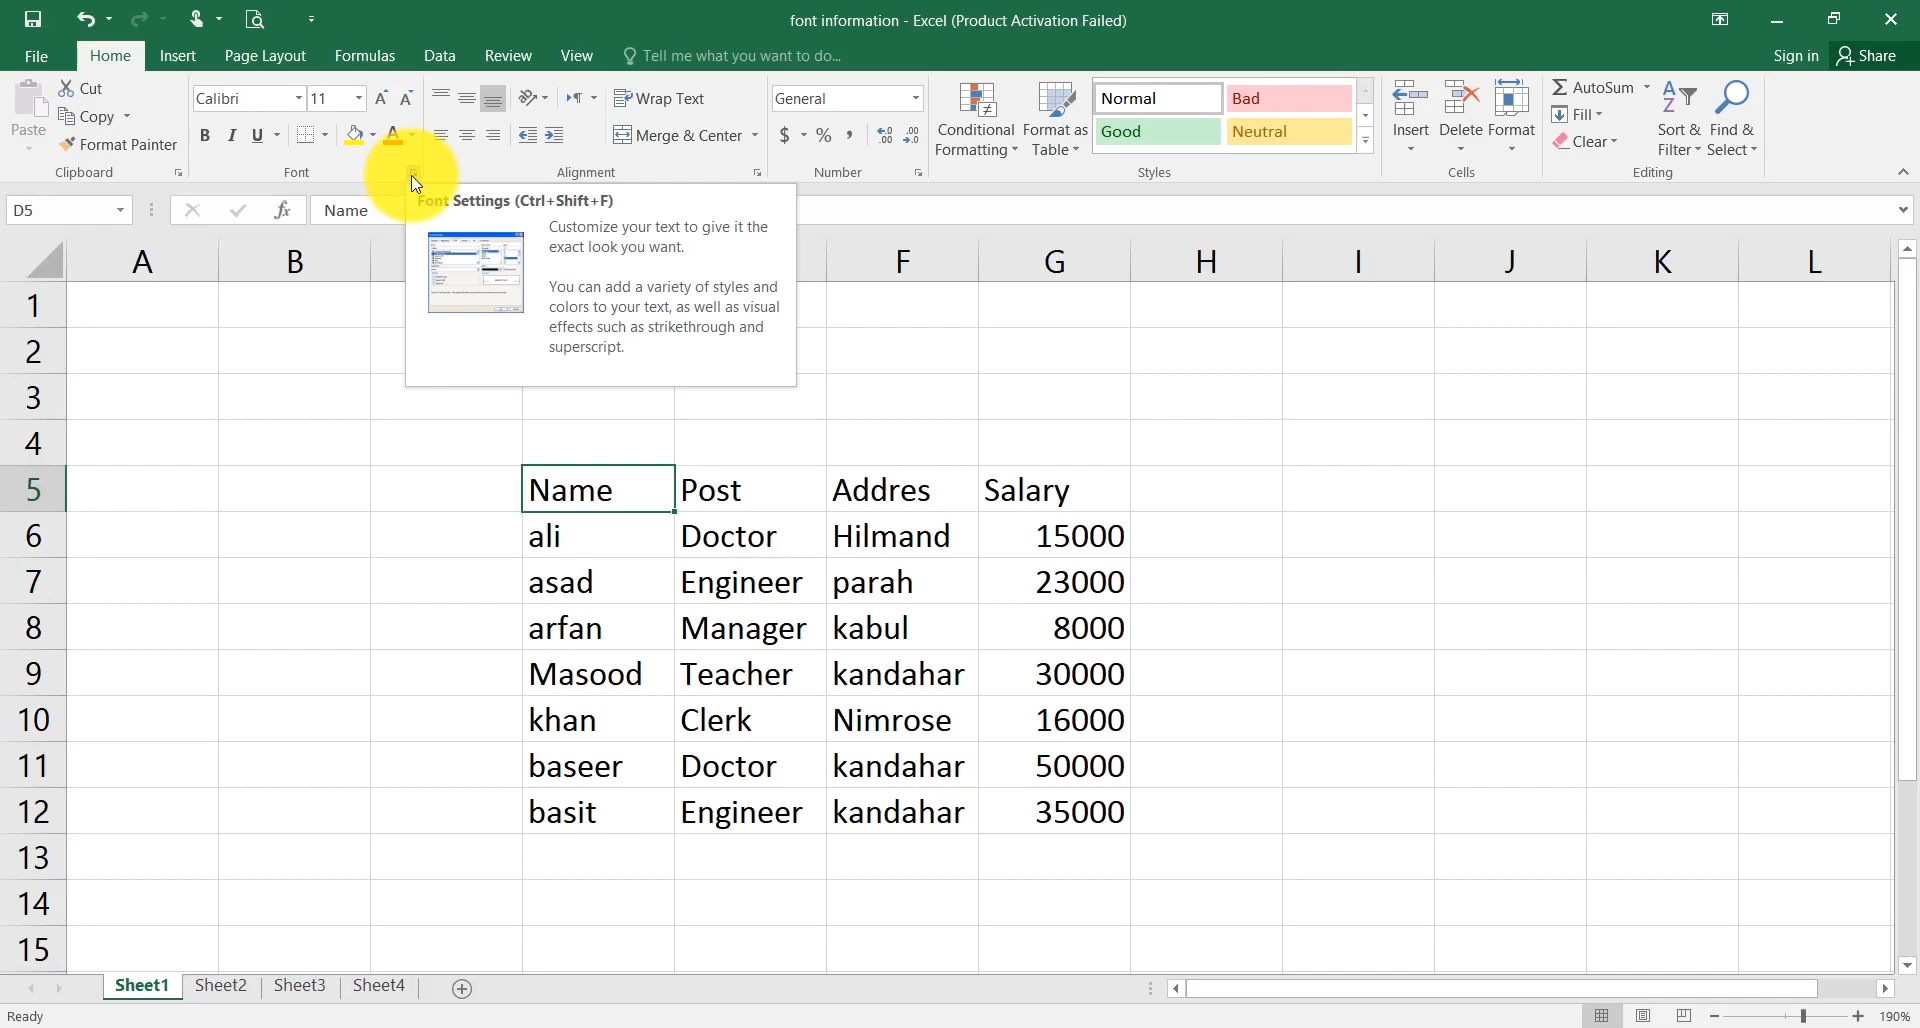 font information - Excel (Product Activation Failed)
File Home Insert Page Layout Formulas Data Review View Tell me what you want to do... Sign in Share
Paste
Cut
Copy
Format Painter
Clipboard
Calibri 11
B I U A
Font
Wrap Text
Merge & Center
Alignment
General
$ % ,
Number
Conditional Formatting
Format as Table
Normal Bad
Good Neutral
Styles
Insert Delete Format
Cells
AutoSum
Fill
Clear
Sort & Filter
Find & Select
Editing
D5 fx Name
Font Settings (Ctrl+Shift+F)
Customize your text to give it the
exact look you want.
You can add a variety of styles and
colors to your text, as well as visual
effects such as strikethrough and
superscript.
A B F G H I J K L
1
2
3
4
5 Name Post Addres Salary
6 ali Doctor Hilmand 15000
7 asad Engineer parah 23000
8 arfan Manager kabul 8000
9 Masood Teacher kandahar 30000
10 khan Clerk Nimrose 16000
11 baseer Doctor kandahar 50000
12 basit Engineer kandahar 35000
13
14
15
Sheet1 Sheet2 Sheet3 Sheet4
Ready 190%